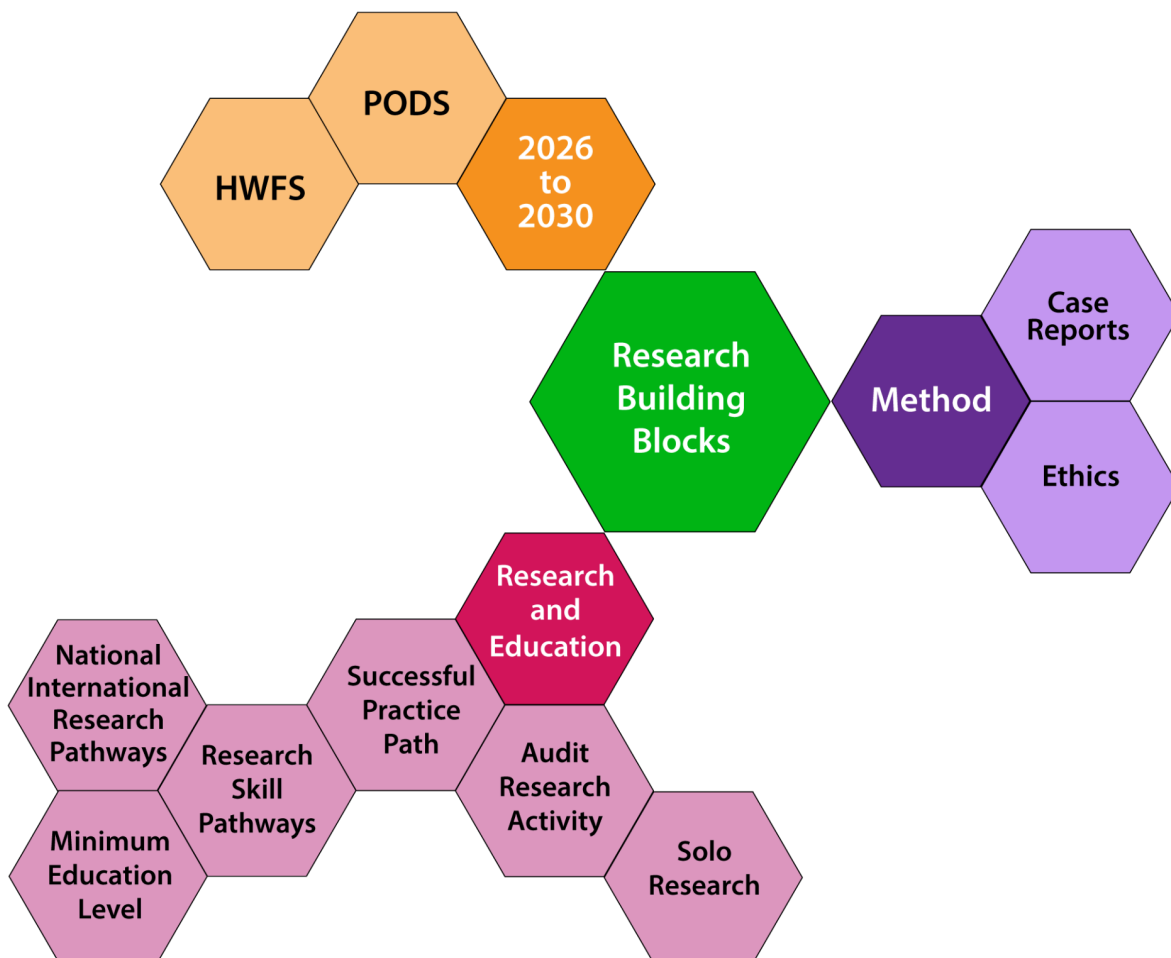 PODS
HWFS
2026
to
2030
Research
Building
Blocks
Method
Case
Reports
Ethics
Research
and
Education
Successful
Practice
Path
National
International
Research
Pathways
Research
Skill
Pathways
Minimum
Education
Level
Audit
Research
Activity
Solo
Research